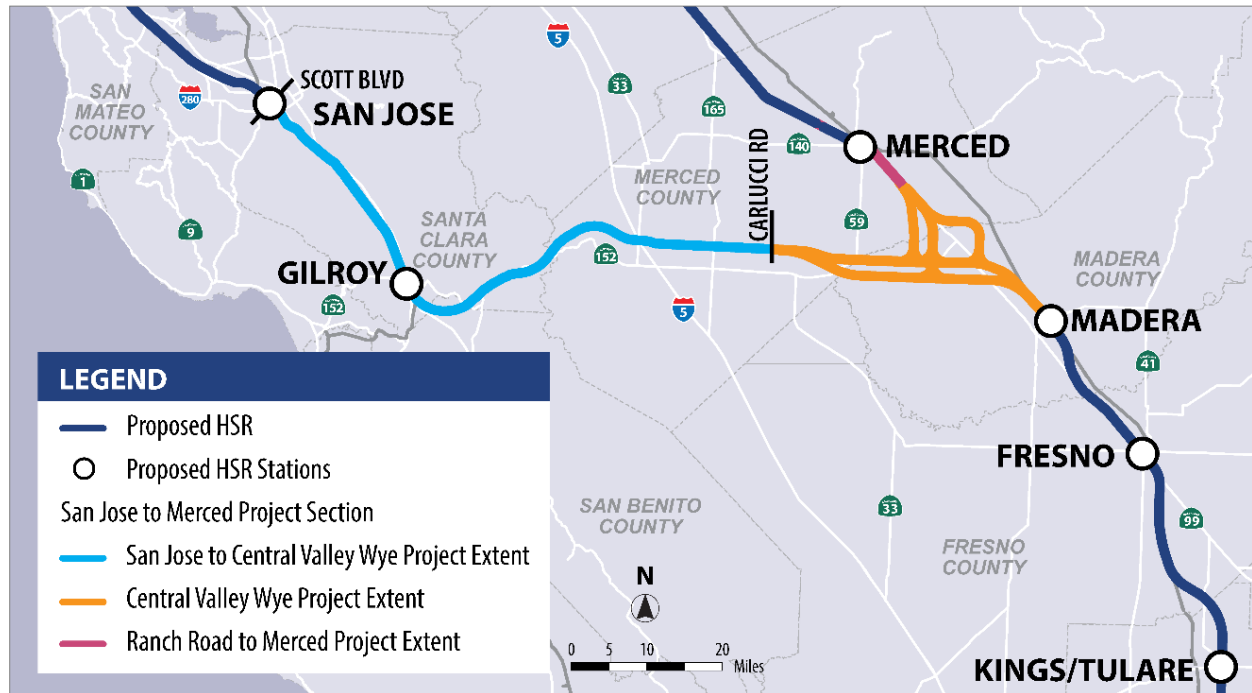 SCOTT BLVD
SAN JOSE
SAN
MATEO
COUNTY
280
1
9
5
33
165
140
MERCED
CARLUCCI RD
MERCED
COUNTY
59
SANTA
CLARA
COUNTY
152
GILROY
152
5
MADERA
COUNTY
MADERA
41
FRESNO
SAN BENITO
COUNTY
33
FRESNO
COUNTY
99
KINGS/TULARE
N
0 5 10 20
Miles
LEGEND
Proposed HSR
Proposed HSR Stations
San Jose to Merced Project Section
San Jose to Central Valley Wye Project Extent
Central Valley Wye Project Extent
Ranch Road to Merced Project Extent